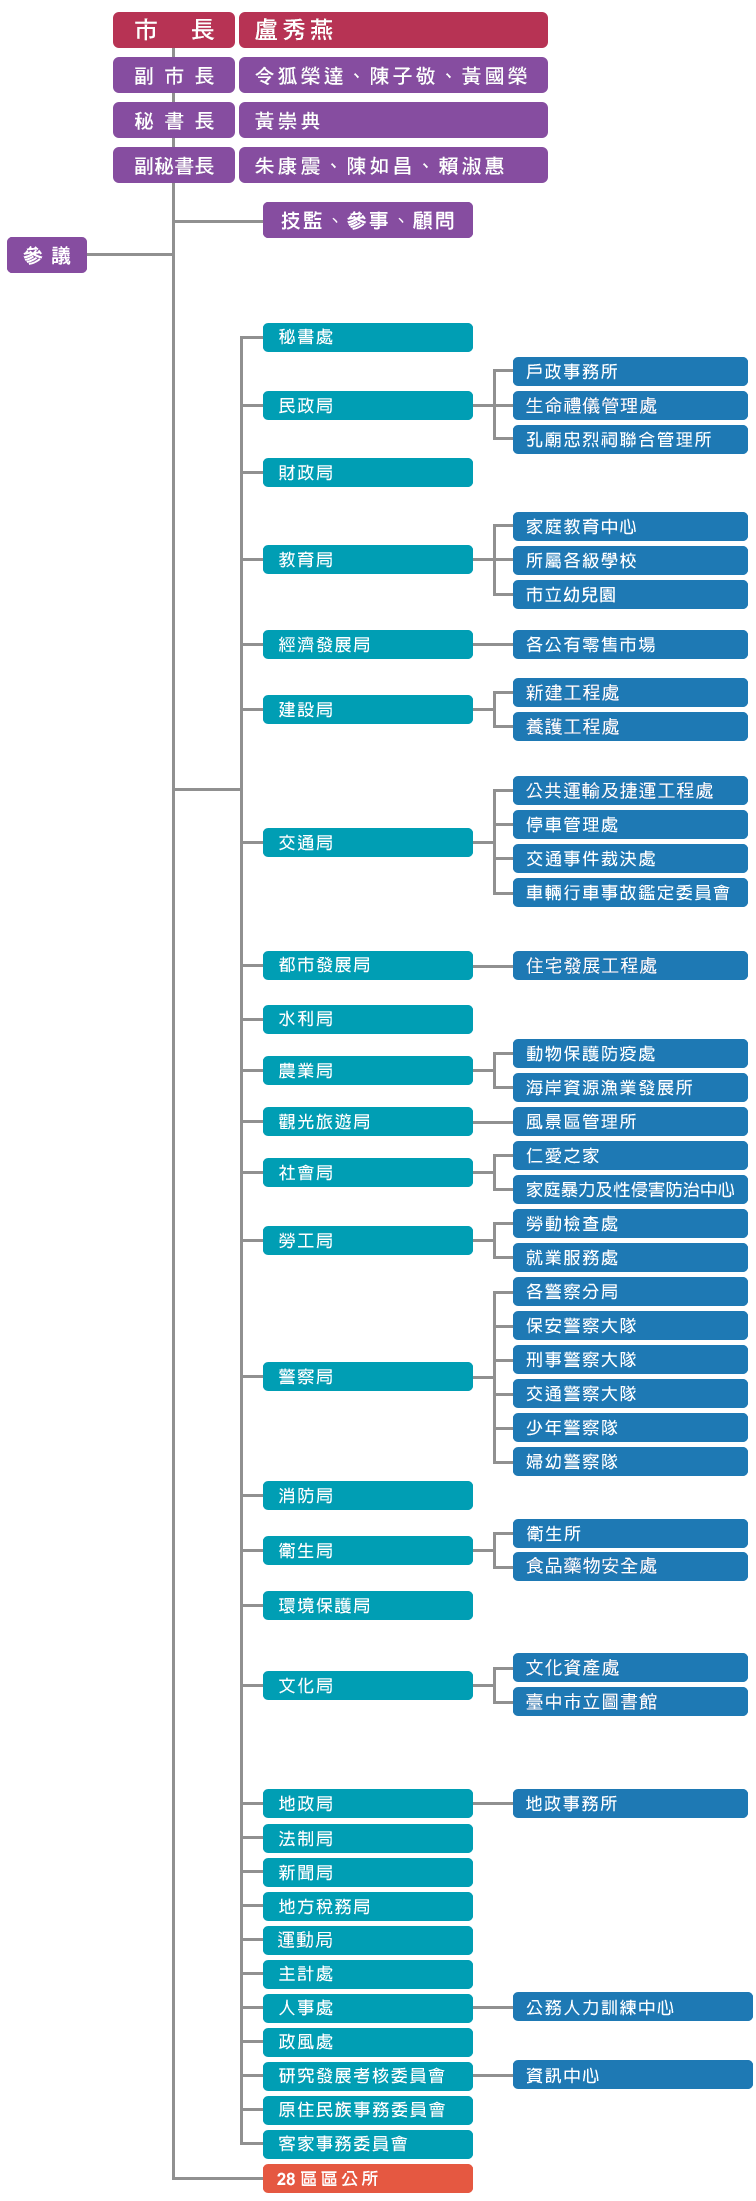 市 長 盧秀燕
副市長 令狐榮達、陳子敬、黃國榮
秘書長 黃崇典
副秘書長 朱康震、陳如昌、賴淑惠
技監、參事、顧問
參議
秘書處
民政局
戶政事務所
生命禮儀管理處
孔廟忠烈祠聯合管理所
財政局
教育局
家庭教育中心
所屬各級學校
市立幼兒園
經濟發展局
各公有零售市場
建設局
新建工程處
養護工程處
交通局
公共運輸及捷運工程處
停車管理處
交通事件裁決處
車輛行車事故鑑定委員會
都市發展局
住宅發展工程處
水利局
農業局
動物保護防疫處
海岸資源漁業發展所
觀光旅遊局
風景區管理所
社會局
仁愛之家
家庭暴力及性侵害防治中心
勞工局
勞動檢查處
就業服務處
警察局
各警察分局
保安警察大隊
刑事警察大隊
交通警察大隊
少年警察隊
婦幼警察隊
消防局
衛生局
衛生所
食品藥物安全處
環境保護局
文化局
文化資產處
臺中市立圖書館
地政局
地政事務所
法制局
新聞局
地方稅務局
運動局
主計處
人事處
公務人力訓練中心
政風處
研究發展考核委員會
資訊中心
原住民族事務委員會
客家事務委員會
28區區公所